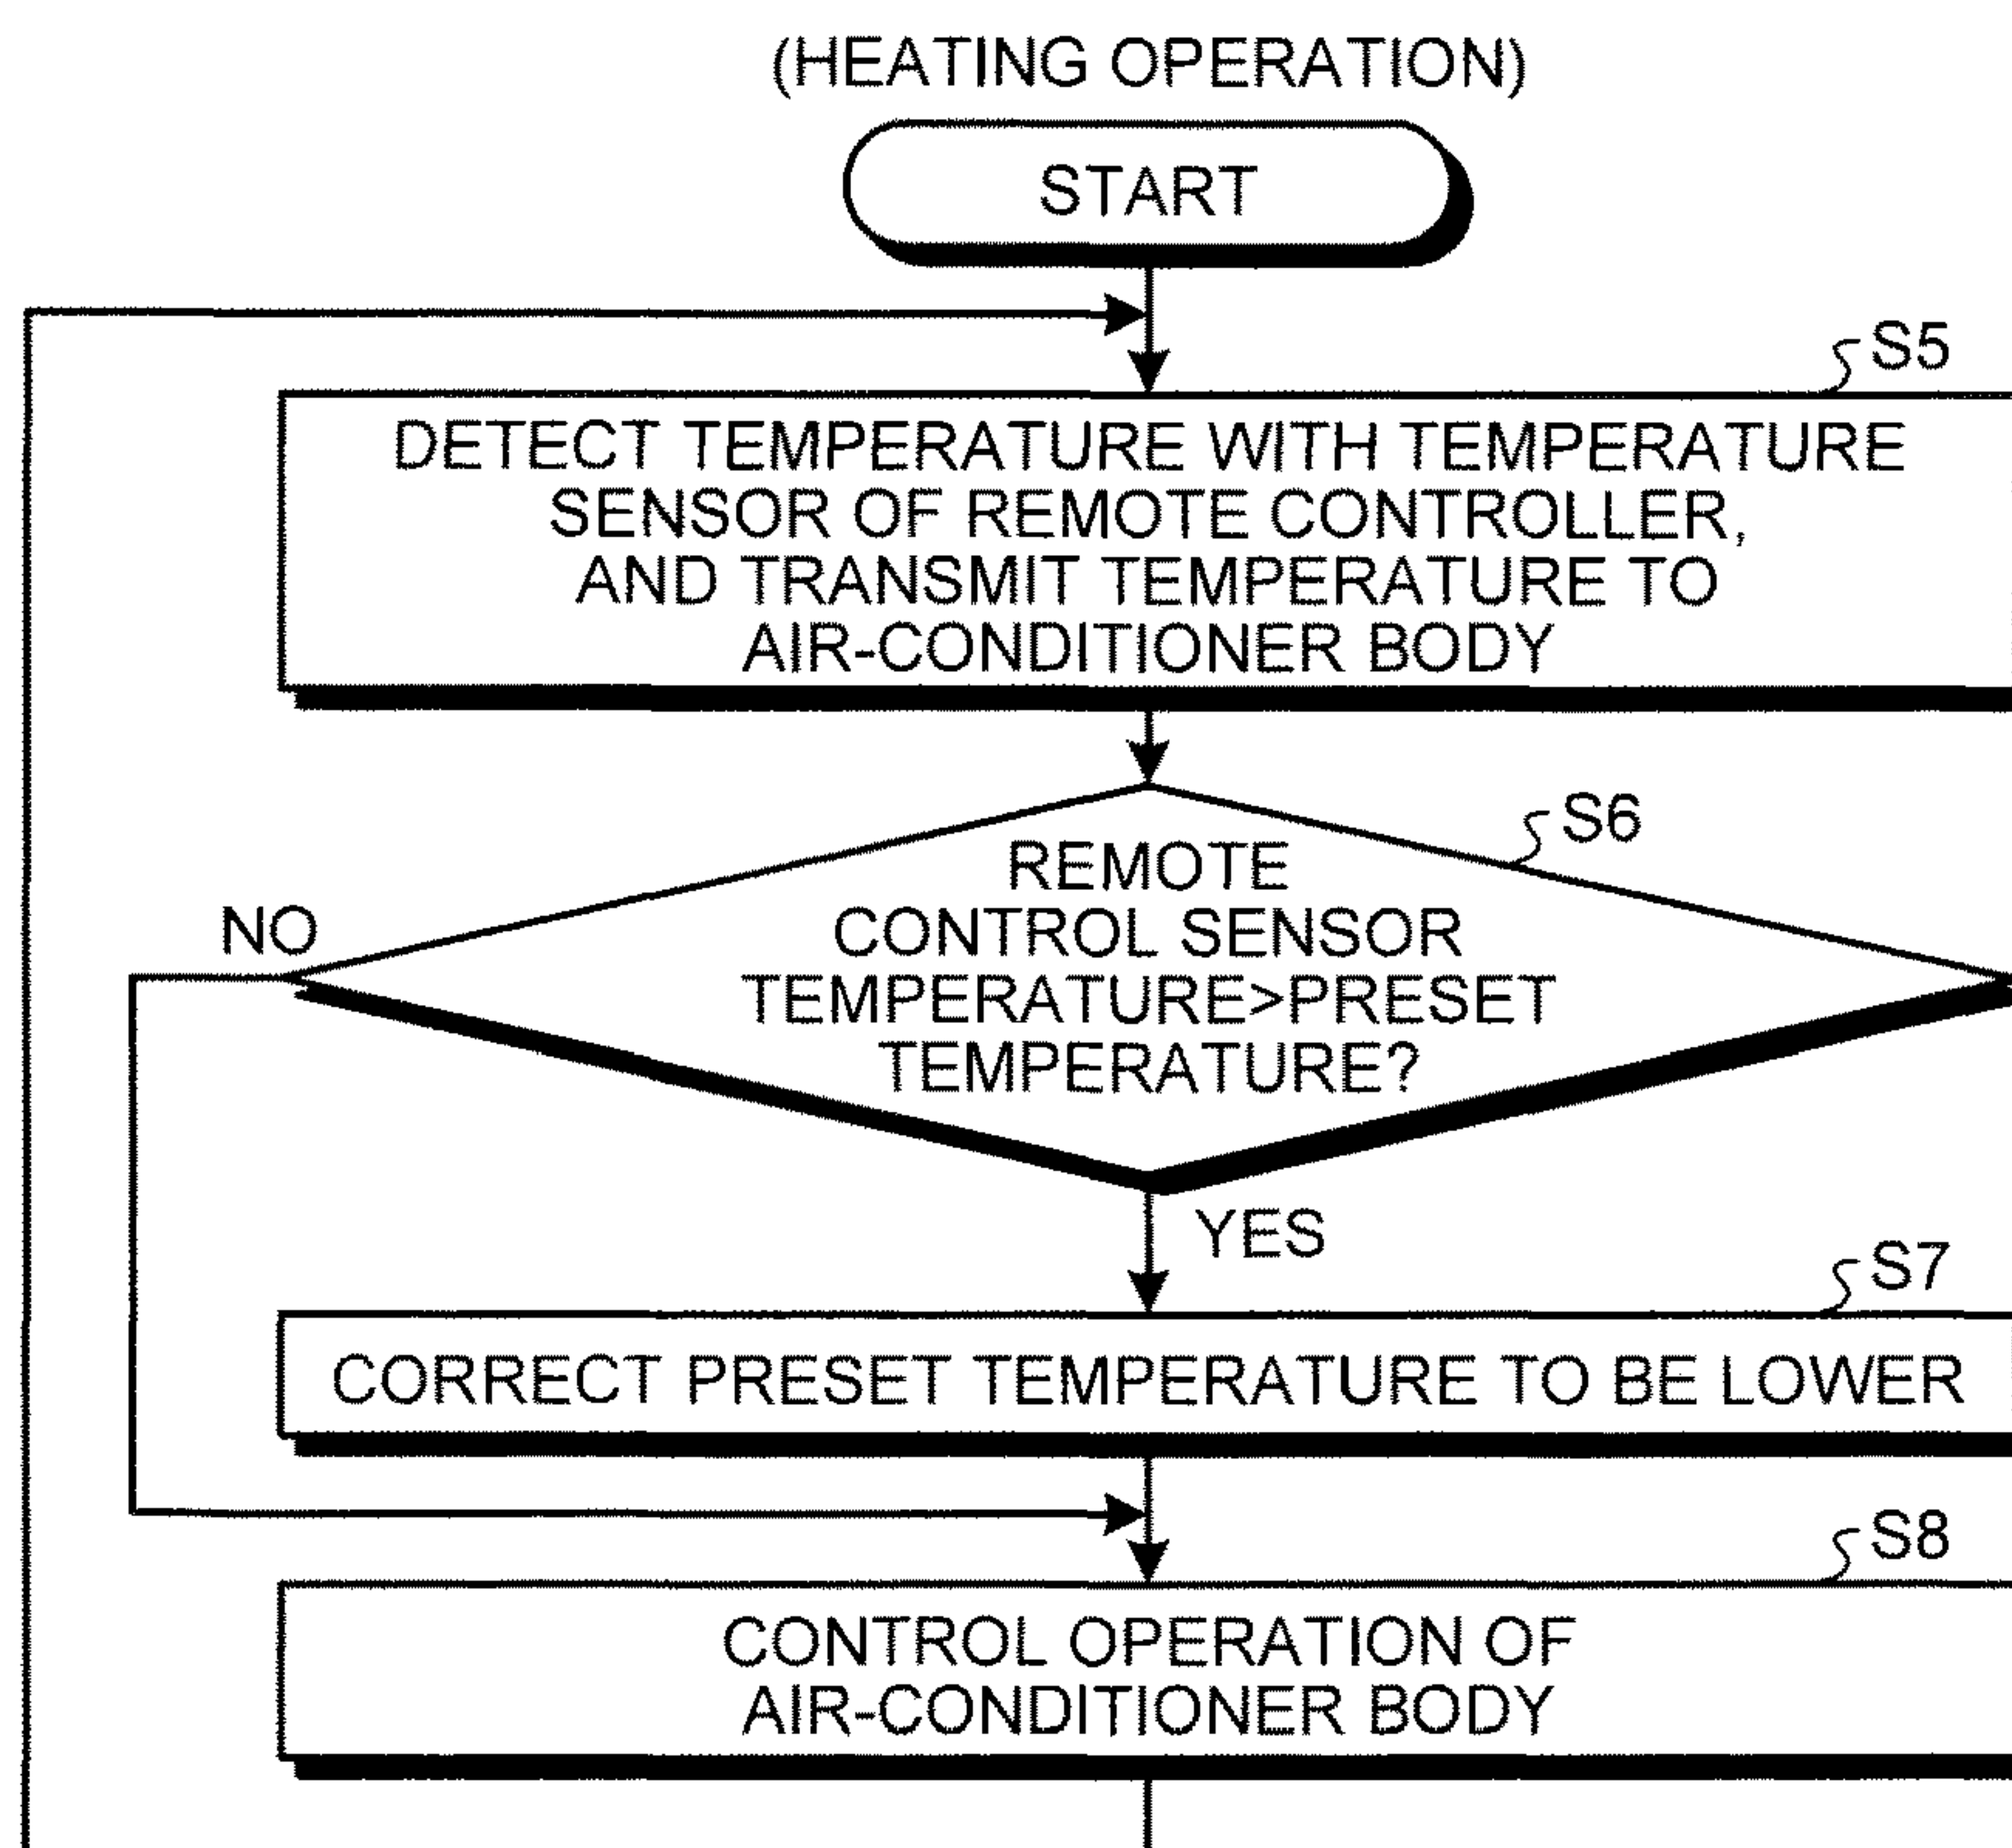 (HEATING OPERATION)
START
S5
DETECT TEMPERATURE WITH TEMPERATURE
SENSOR OF REMOTE CONTROLLER,
AND TRANSMIT TEMPERATURE TO
AIR-CONDITIONER BODY
S6
REMOTE
CONTROL SENSOR
TEMPERATURE>PRESET
TEMPERATURE?
NO
YES
S7
CORRECT PRESET TEMPERATURE TO BE LOWER
S8
CONTROL OPERATION OF
AIR-CONDITIONER BODY